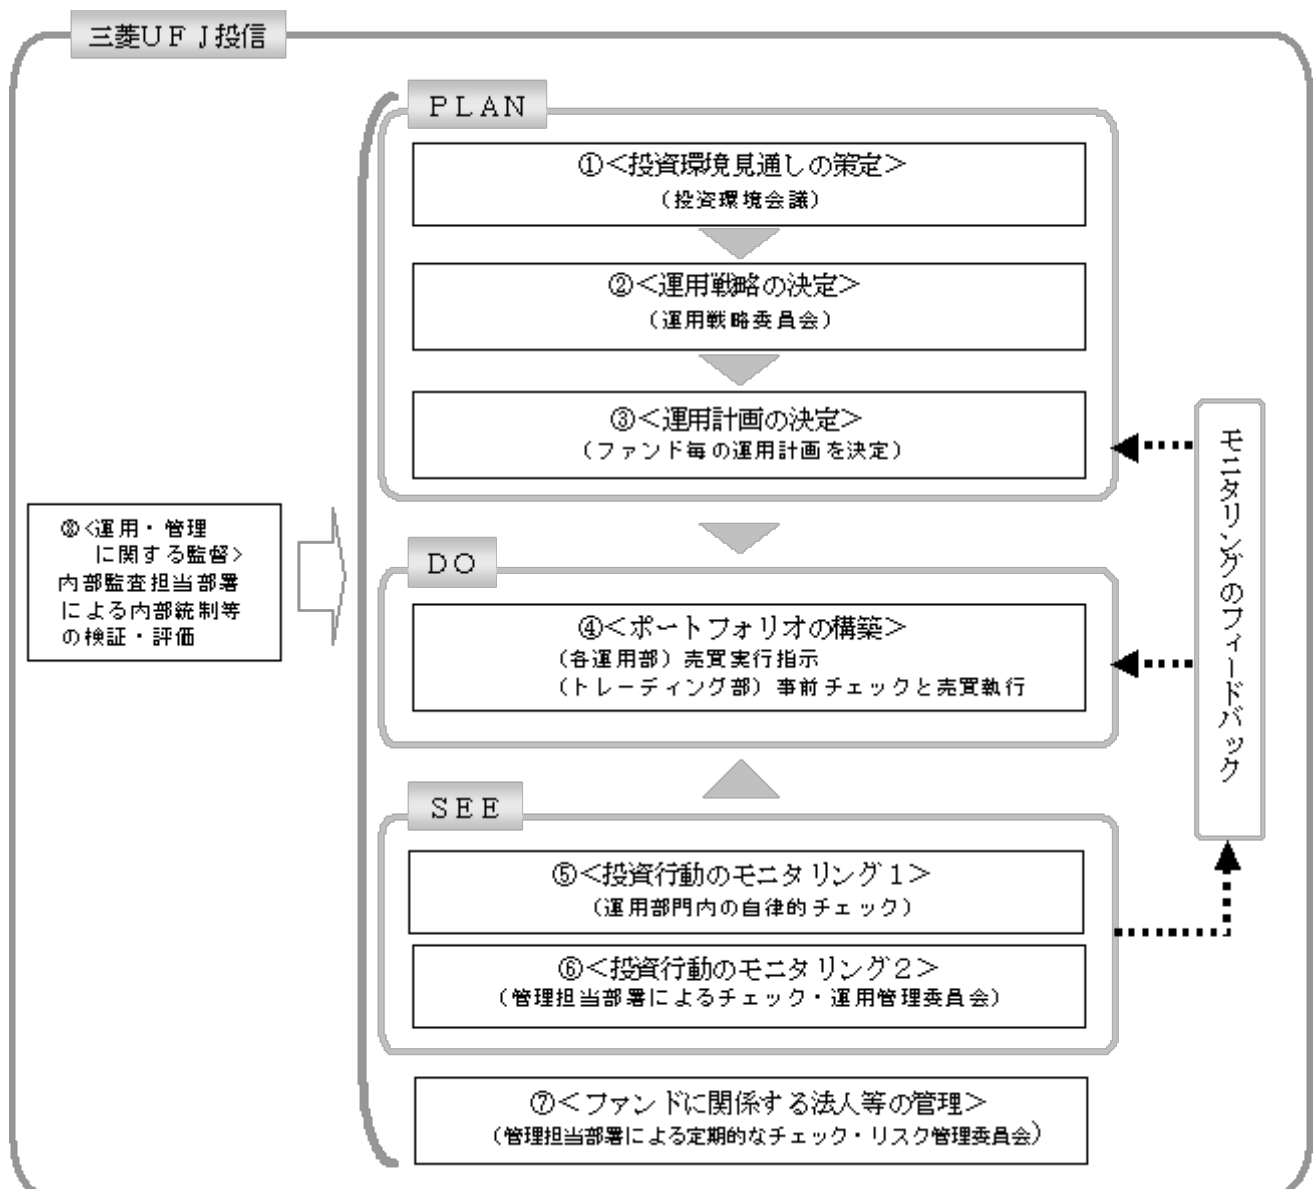 三菱ＵＦＪ投信
ＰＬＡＮ
①＜投資環境見通しの策定＞
（投資環境会議）
②＜運用戦略の決定＞
（運用戦略委員会）
③＜運用計画の決定＞
（ファンド毎の運用計画を決定）
⑧＜運用・管理
に関する監督＞
内部監査担当部署
による内部統制等
の検証・評価
ＤＯ
④＜ポートフォリオの構築＞
（各運用部）売買実行指示
（トレーディング部）事前チェックと売買執行
モニタリングのフィードバック
ＳＥＥ
⑤＜投資行動のモニタリング１＞
（運用部門内の自律的チェック）
⑥＜投資行動のモニタリング２＞
（管理担当部署によるチェック・運用管理委員会）
⑦＜ファンドに関係する法人等の管理＞
（管理担当部署による定期的なチェック・リスク管理委員会）